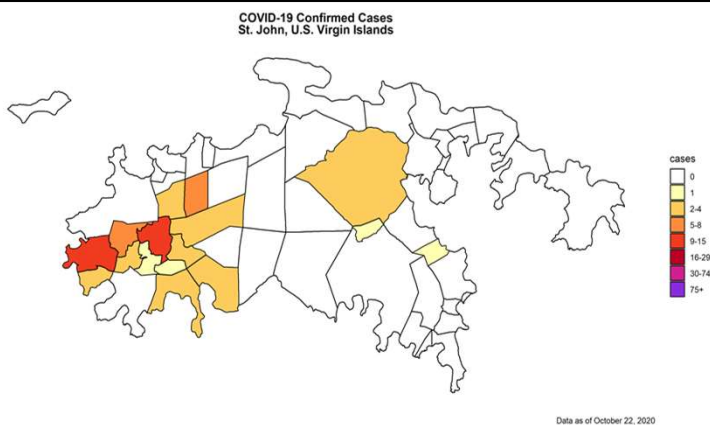 COVID-19 Confirmed Cases
St. John, U.S. Virgin Islands
cases
0
1
2-4
5-8
9-15
16-29
30-74
75+
Data as of October 22, 2020